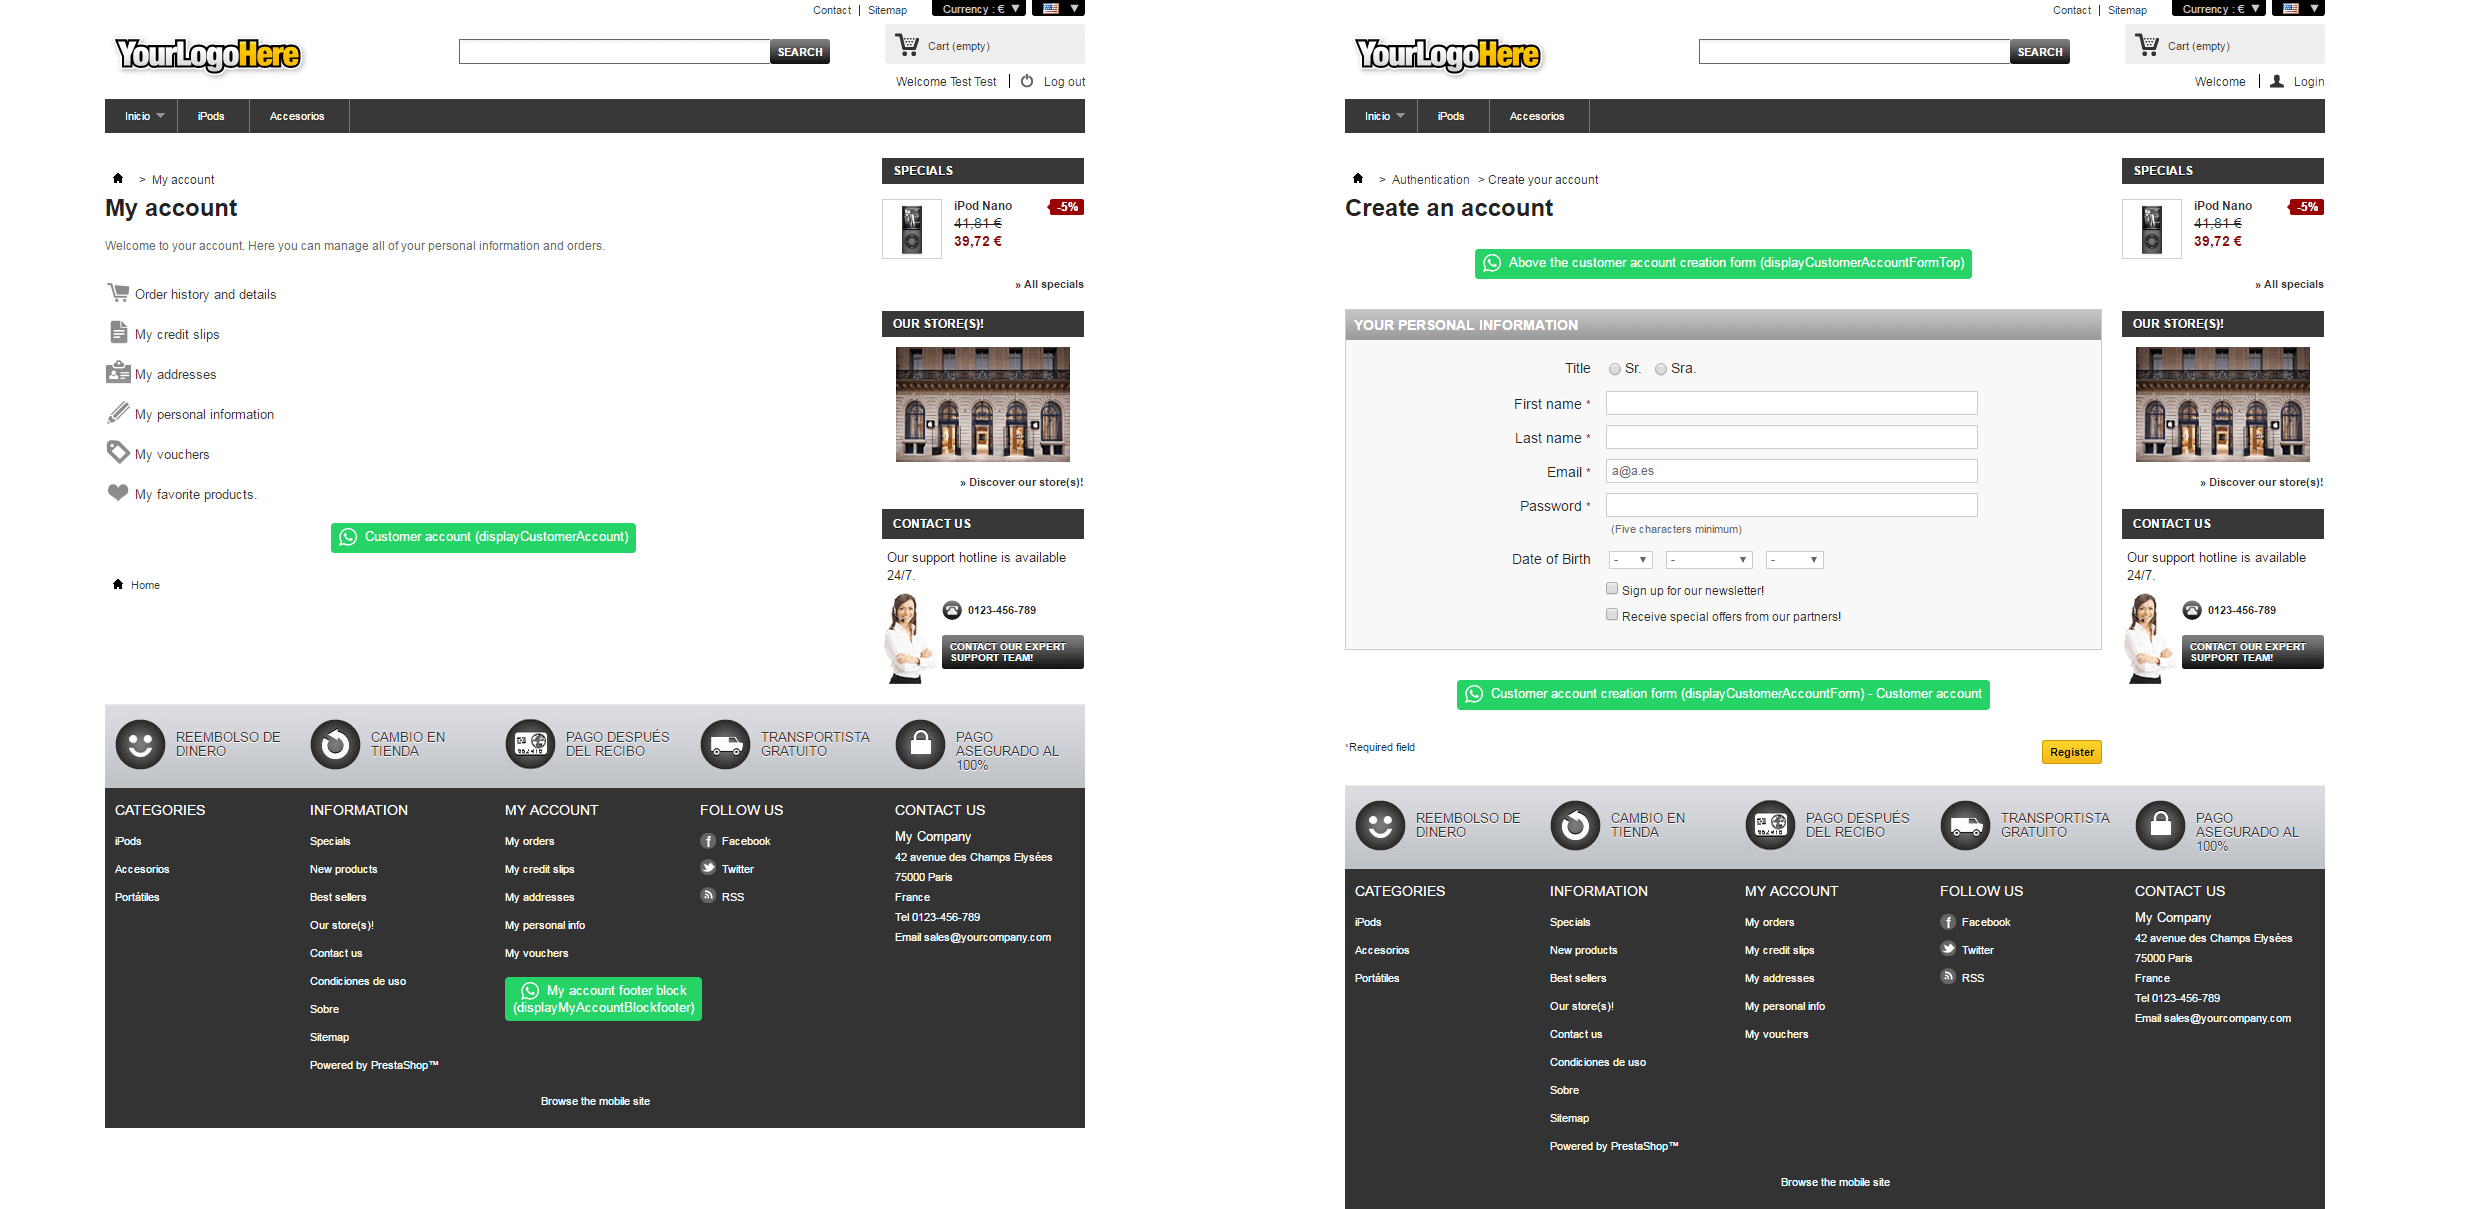 Contact | Sitemap
Currency : €
YourLogoHere
SEARCH
Cart (empty)
Welcome Test Test | Log out
Inicio
iPods
Accesorios
> My account
My account
Welcome to your account. Here you can manage all of your personal information and orders.
Order history and details
My credit slips
My addresses
My personal information
My vouchers
My favorite products.
Customer account (displayCustomerAccount)
Home
SPECIALS
iPod Nano
-5%
41,81 €
39,72 €
» All specials
OUR STORE(S)!
» Discover our store(s)!
CONTACT US
Our support hotline is available
24/7.
0123-456-789
CONTACT OUR EXPERT
SUPPORT TEAM!
REEMBOLSO DE
DINERO
CAMBIO EN
TIENDA
PAGO DESPUÉS
DEL RECIBO
TRANSPORTISTA
GRATUITO
PAGO
ASEGURADO AL
100%
CATEGORIES
iPods
Accesorios
Portátiles
INFORMATION
Specials
New products
Best sellers
Our store(s)!
Contact us
Condiciones de uso
Sobre
Sitemap
Powered by PrestaShop™
MY ACCOUNT
My orders
My credit slips
My addresses
My personal info
My vouchers
My account footer block
(displayMyAccountBlockfooter)
FOLLOW US
Facebook
Twitter
RSS
CONTACT US
My Company
42 avenue des Champs Elysées
75000 Paris
France
Tel 0123-456-789
Email sales@yourcompany.com
Browse the mobile site
Contact | Sitemap
Currency : €
YourLogoHere
SEARCH
Cart (empty)
Welcome | Login
Inicio
iPods
Accesorios
> Authentication > Create your account
Create an account
Above the customer account creation form (displayCustomerAccountFormTop)
YOUR PERSONAL INFORMATION
Title Sr. Sra.
First name *
Last name *
Email * a@a.es
Password *
(Five characters minimum)
Date of Birth - - -
Sign up for our newsletter!
Receive special offers from our partners!
Customer account creation form (displayCustomerAccountForm) - Customer account
*Required field
Register
SPECIALS
iPod Nano
-5%
41,81 €
39,72 €
» All specials
OUR STORE(S)!
» Discover our store(s)!
CONTACT US
Our support hotline is available
24/7.
0123-456-789
CONTACT OUR EXPERT
SUPPORT TEAM!
REEMBOLSO DE
DINERO
CAMBIO EN
TIENDA
PAGO DESPUÉS
DEL RECIBO
TRANSPORTISTA
GRATUITO
PAGO
ASEGURADO AL
100%
CATEGORIES
iPods
Accesorios
Portátiles
INFORMATION
Specials
New products
Best sellers
Our store(s)!
Contact us
Condiciones de uso
Sobre
Sitemap
Powered by PrestaShop™
MY ACCOUNT
My orders
My credit slips
My addresses
My personal info
My vouchers
FOLLOW US
Facebook
Twitter
RSS
CONTACT US
My Company
42 avenue des Champs Elysées
75000 Paris
France
Tel 0123-456-789
Email sales@yourcompany.com
Browse the mobile site